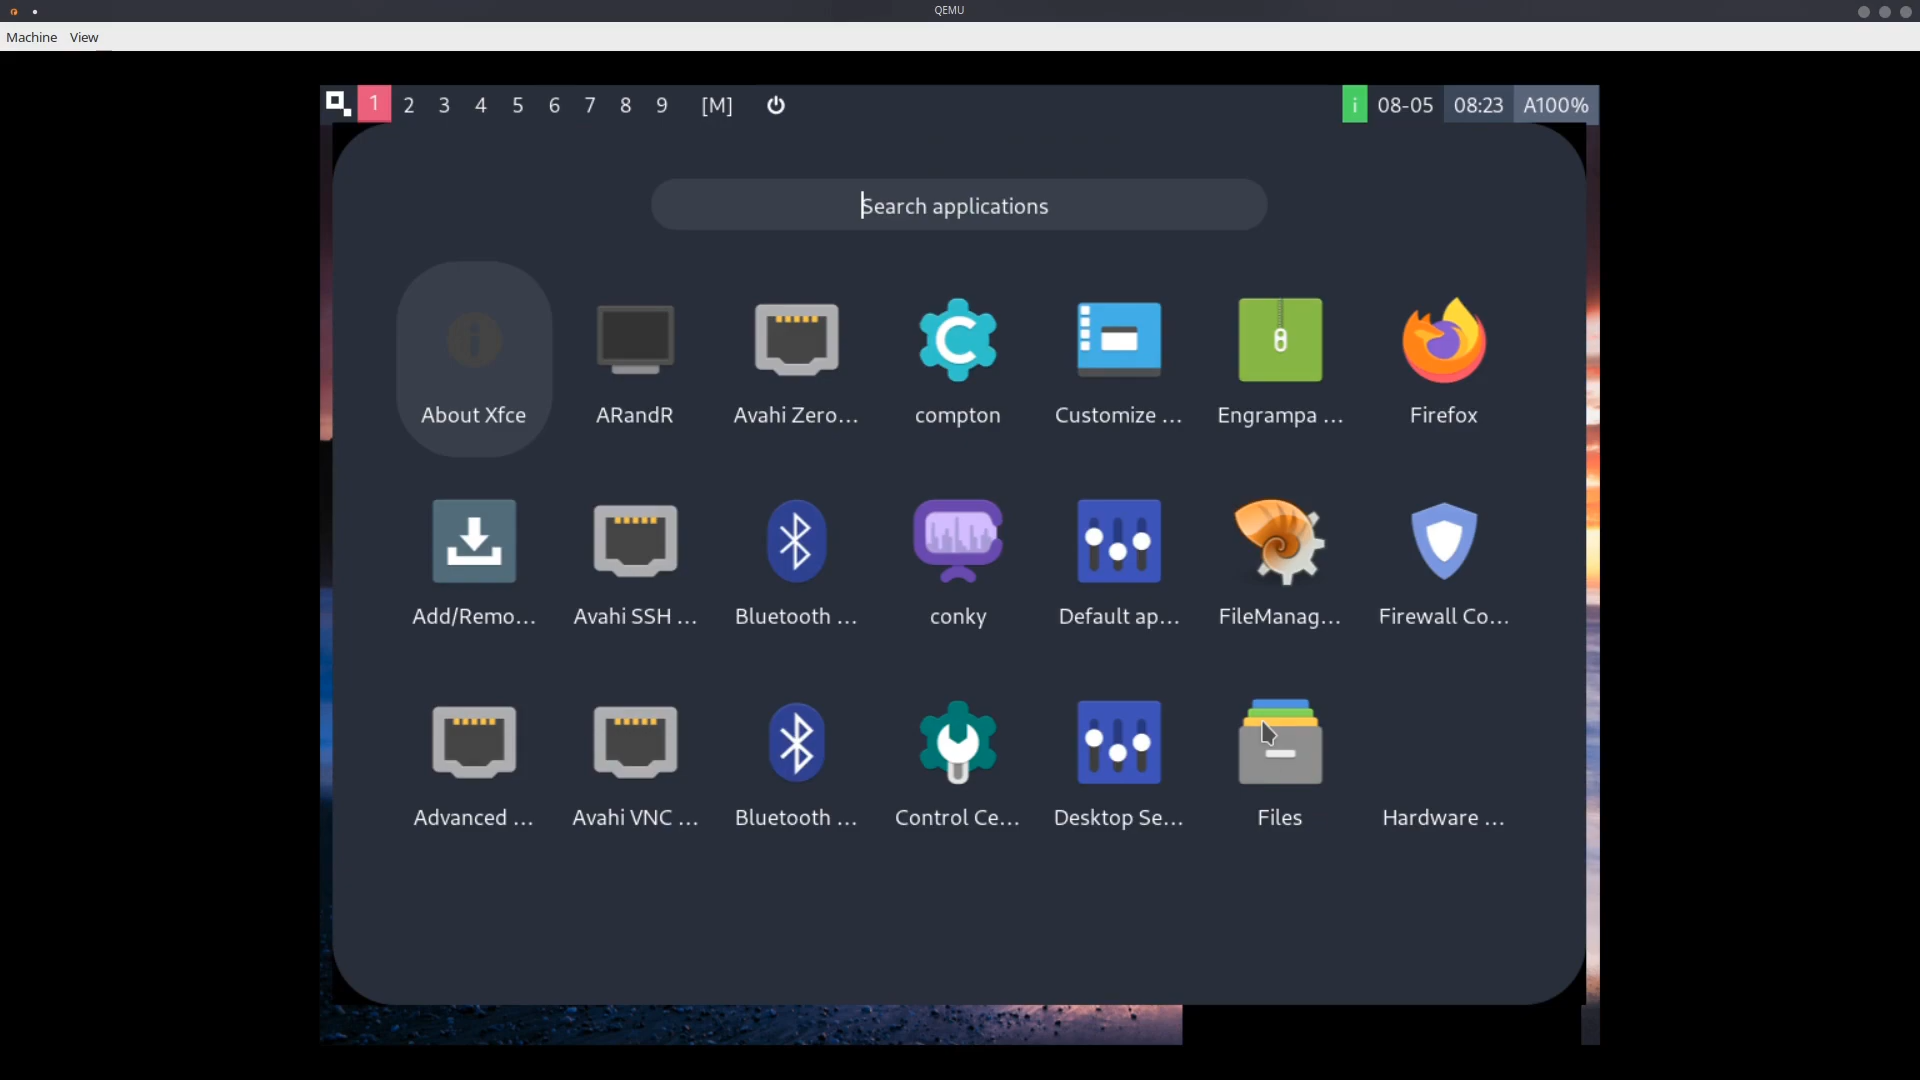 QEMU
Machine View
1 2 3 4 5 6 7 8 9 [M] i 08-05 08:23 A100%
Search applications
About Xfce ARandR Avahi Zero... compton Customize ... Engrampa ... Firefox
Add/Remo... Avahi SSH ... Bluetooth ... conky Default ap... FileManag... Firewall Co...
Advanced ... Avahi VNC ... Bluetooth ... Control Ce... Desktop Se... Files Hardware ...